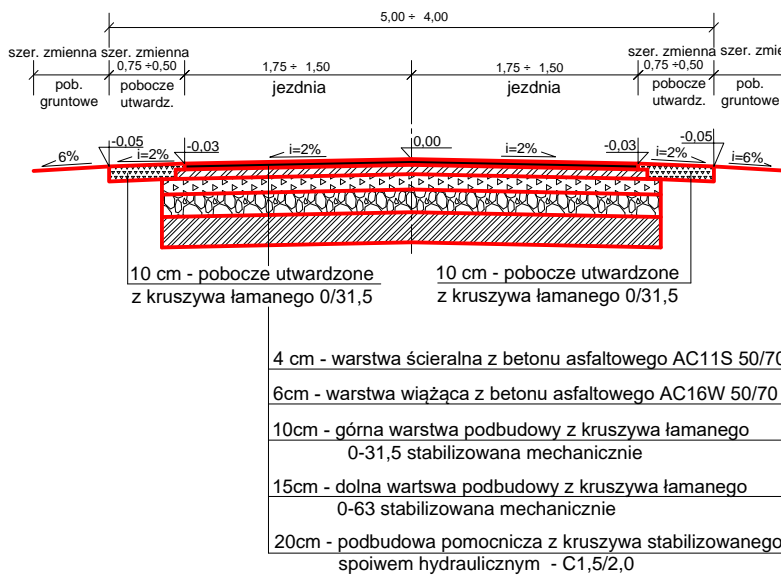 5,00 ÷ 4,00
szer. zmienna szer. zmienna szer. zmienna szer. zmie
0,75 ÷0,50 1,75 ÷ 1,50 1,75 ÷ 1,50 0,75 ÷0,50
pob. pobocze jezdnia jezdnia pobocze pob.
gruntowe utwardz. utwardz. gruntowe
-0,05 -0,03 0,00 -0,03 -0,05
6% i=2% i=2% i=2% i=2% i=6%
10 cm - pobocze utwardzone 10 cm - pobocze utwardzone
z kruszywa łamanego 0/31,5 z kruszywa łamanego 0/31,5
4 cm - warstwa ścieralna z betonu asfaltowego AC11S 50/70
6cm - warstwa wiążąca z betonu asfaltowego AC16W 50/70
10cm - górna warstwa podbudowy z kruszywa łamanego
0-31,5 stabilizowana mechanicznie
15cm - dolna wartswa podbudowy z kruszywa łamanego
0-63 stabilizowana mechanicznie
20cm - podbudowa pomocnicza z kruszywa stabilizowanego
spoiwem hydraulicznym - C1,5/2,0